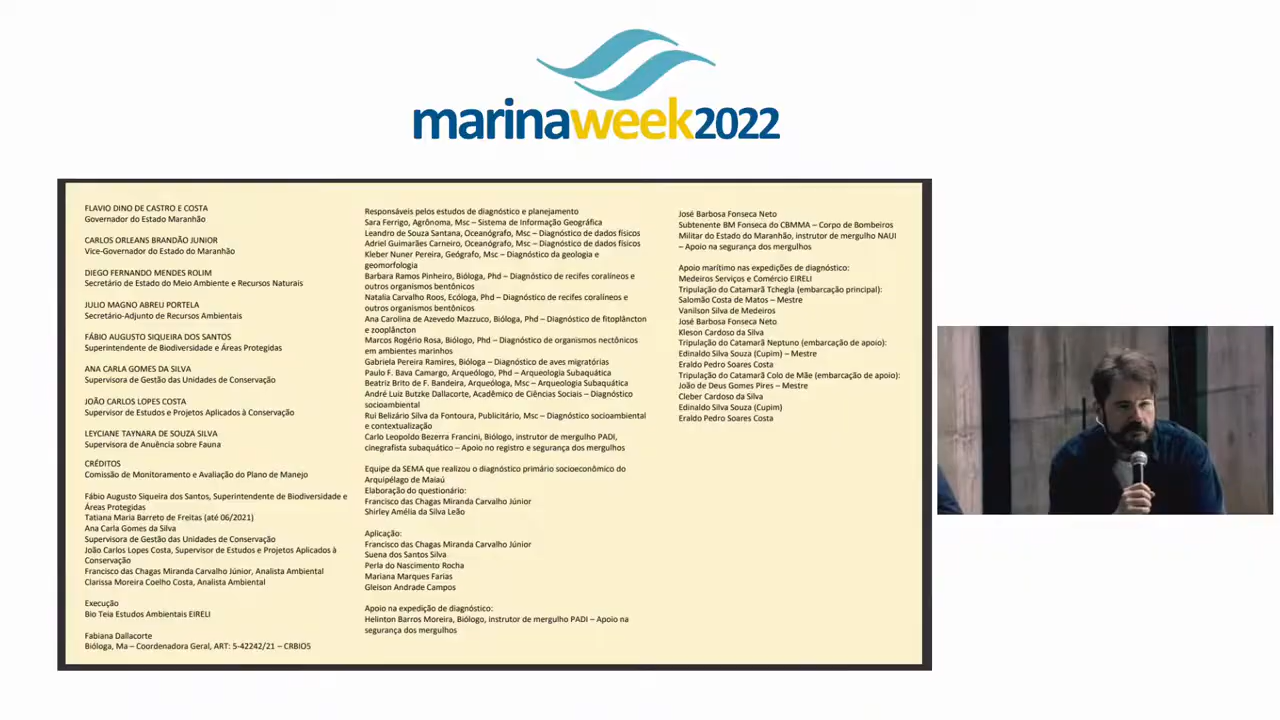 marinaweek2022
FLAVIO DINO DE CASTRO E COSTA
Governador do Estado Maranhão
CARLOS ORLEANS BRANDÃO JUNIOR
Vice-Governador do Estado do Maranhão
DIEGO FERNANDO MENDES ROLIM
Secretário de Estado do Meio Ambiente e Recursos Naturais
JULIO MAGNO ABREU PORTELA
Secretário-Adjunto de Recursos Ambientais
FÁBIO AUGUSTO SIQUEIRA DOS SANTOS
Superintendente de Biodiversidade e Áreas Protegidas
ANA CARLA GOMES DA SILVA
Supervisora de Gestão das Unidades de Conservação
JOÃO CARLOS LOPES COSTA
Supervisor de Estudos e Projetos Aplicados à Conservação
LEYCIANE TAYNARA DE SOUZA SILVA
Supervisora de Anuência sobre Fauna
CRÉDITOS
Comissão de Monitoramento e Avaliação do Plano de Manejo
Fábio Augusto Siqueira dos Santos, Superintendente de Biodiversidade e
Áreas Protegidas
Tatiana Maria Barreto de Freitas (até 06/2021)
Ana Carla Gomes da Silva
Supervisora de Gestão das Unidades de Conservação
João Carlos Lopes Costa, Supervisor de Estudos e Projetos Aplicados à
Conservação
Francisco das Chagas Miranda Carvalho Júnior, Analista Ambiental
Clarissa Moreira Coelho Costa, Analista Ambiental
Execução
Bio Teia Estudos Ambientais EIRELI
Fabiana Dallacorte
Bióloga, Ma – Coordenadora Geral, ART: 5-42242/21 – CRBIO5
Responsáveis pelos estudos de diagnóstico e planejamento
Sara Ferrigo, Agrônoma, Msc – Sistema de Informação Geográfica
Leandro de Souza Santana, Oceanógrafo, Msc – Diagnóstico de dados físicos
Adriel Guimarães Carneiro, Oceanógrafo, Msc – Diagnóstico de dados físicos
Kleber Nuner Pereira, Geógrafo, Msc – Diagnóstico da geologia e
geomorfologia
Barbara Ramos Pinheiro, Bióloga, Phd – Diagnóstico de recifes coralíneos e
outros organismos bentônicos
Natalia Carvalho Roos, Ecóloga, Phd – Diagnóstico de recifes coralíneos e
outros organismos bentônicos
Ana Carolina de Azevedo Mazzuco, Bióloga, Phd – Diagnóstico de fitoplâncton
e zooplâncton
Marcos Rogério Rosa, Biólogo, Phd – Diagnóstico de organismos nectônicos
em ambientes marinhos
Gabriela Pereira Ramires, Bióloga – Diagnóstico de aves migratórias
Paulo F. Bava Camargo, Arqueólogo, Phd – Arqueologia Subaquática
Beatriz Brito de F. Bandeira, Arqueóloga, Msc – Arqueologia Subaquática
André Luiz Butzke Dallacorte, Acadêmico de Ciências Sociais – Diagnóstico
socioambiental
Rui Belizário Silva da Fontoura, Publicitário, Msc – Diagnóstico socioambiental
e contextualização
Carlo Leopoldo Bezerra Francini, Biólogo, instrutor de mergulho PADI,
cinegrafista subaquático – Apoio no registro e segurança dos mergulhos
Equipe da SEMA que realizou o diagnóstico primário socioeconômico do
Arquipélago de Maiaú
Elaboração do questionário:
Francisco das Chagas Miranda Carvalho Júnior
Shirley Amélia da Silva Leão
Aplicação:
Francisco das Chagas Miranda Carvalho Júnior
Suena dos Santos Silva
Perla do Nascimento Rocha
Mariana Marques Farias
Gleison Andrade Campos
Apoio na expedição de diagnóstico:
Helinton Barros Moreira, Biólogo, instrutor de mergulho PADI – Apoio na
segurança dos mergulhos
José Barbosa Fonseca Neto
Subtenente BM Fonseca do CBMMA – Corpo de Bombeiros
Militar do Estado do Maranhão, instrutor de mergulho NAUI
– Apoio na segurança dos mergulhos
Apoio marítimo nas expedições de diagnóstico:
Medeiros Serviços e Comércio EIRELI
Tripulação do Catamarã Tchegla (embarcação principal):
Salomão Costa de Matos – Mestre
Vanilson Silva de Medeiros
José Barbosa Fonseca Neto
Kleson Cardoso da Silva
Tripulação do Catamarã Neptuno (embarcação de apoio):
Edinaldo Silva Souza (Cupim) – Mestre
Eraldo Pedro Soares Costa
Tripulação do Catamarã Colo de Mãe (embarcação de apoio):
João de Deus Gomes Pires – Mestre
Cleber Cardoso da Silva
Edinaldo Silva Souza (Cupim)
Eraldo Pedro Soares Costa